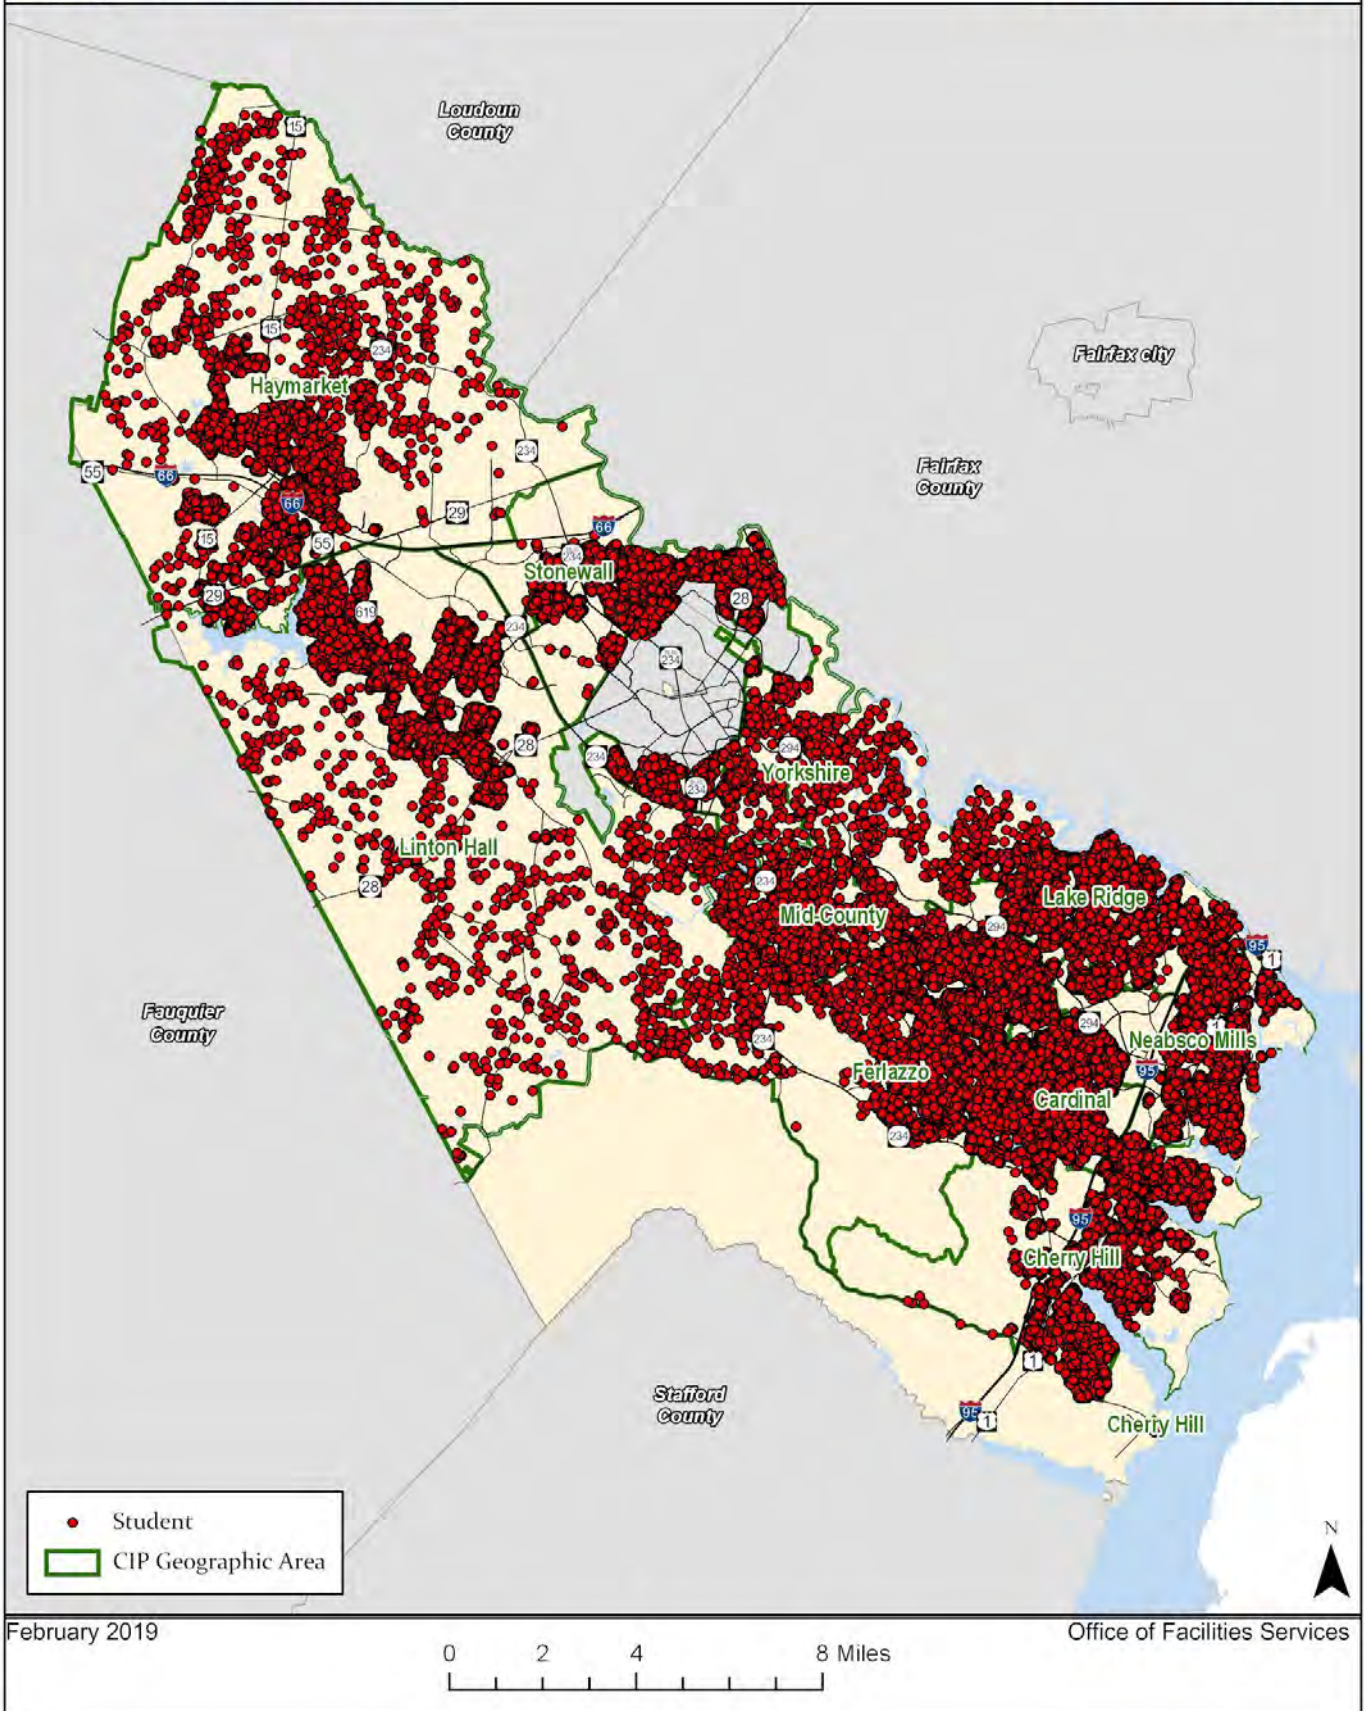 Loudoun
County
15
15
234
Haymarket
Fairfax city
234
Fairfax
County
55
66
66
29
66
15
55
234
Stonewall
29
619
28
234
234
28
234
294
Yorkshire
234
Linton Hall
234
28
Lake Ridge
Mid-County
294
95
1
Fauquier
County
294
1
234
Neabsco Mills
Ferlazzo
95
Cardinal
234
95
Cherry Hill
1
Stafford
County
95
1
Cherry Hill
Student
CIP Geographic Area
N
February 2019
Office of Facilities Services
0 2 4 8 Miles